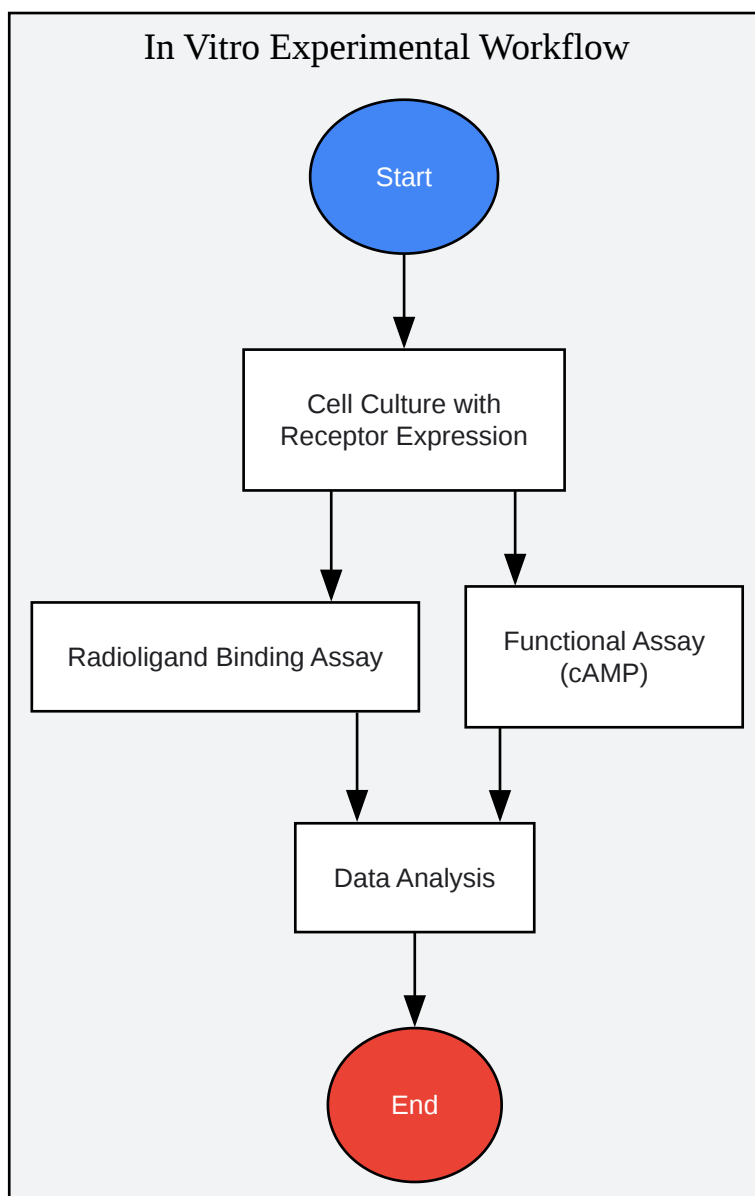 In Vitro Experimental Workflow
Start
Cell Culture with
Receptor Expression
Radioligand Binding Assay
Functional Assay
(cAMP)
Data Analysis
End